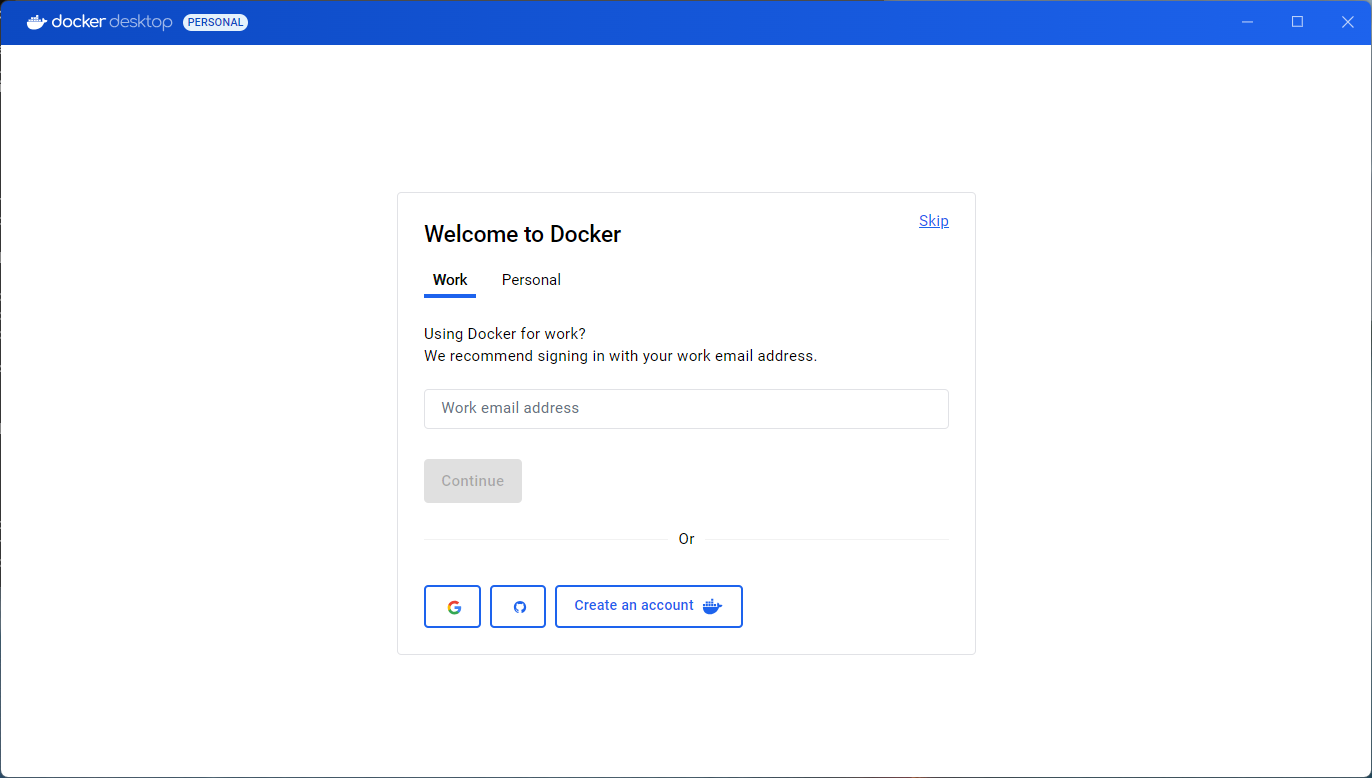 docker desktop PERSONAL
Welcome to Docker
Skip
Work Personal
Using Docker for work?
We recommend signing in with your work email address.
Work email address
Continue
Or
Create an account